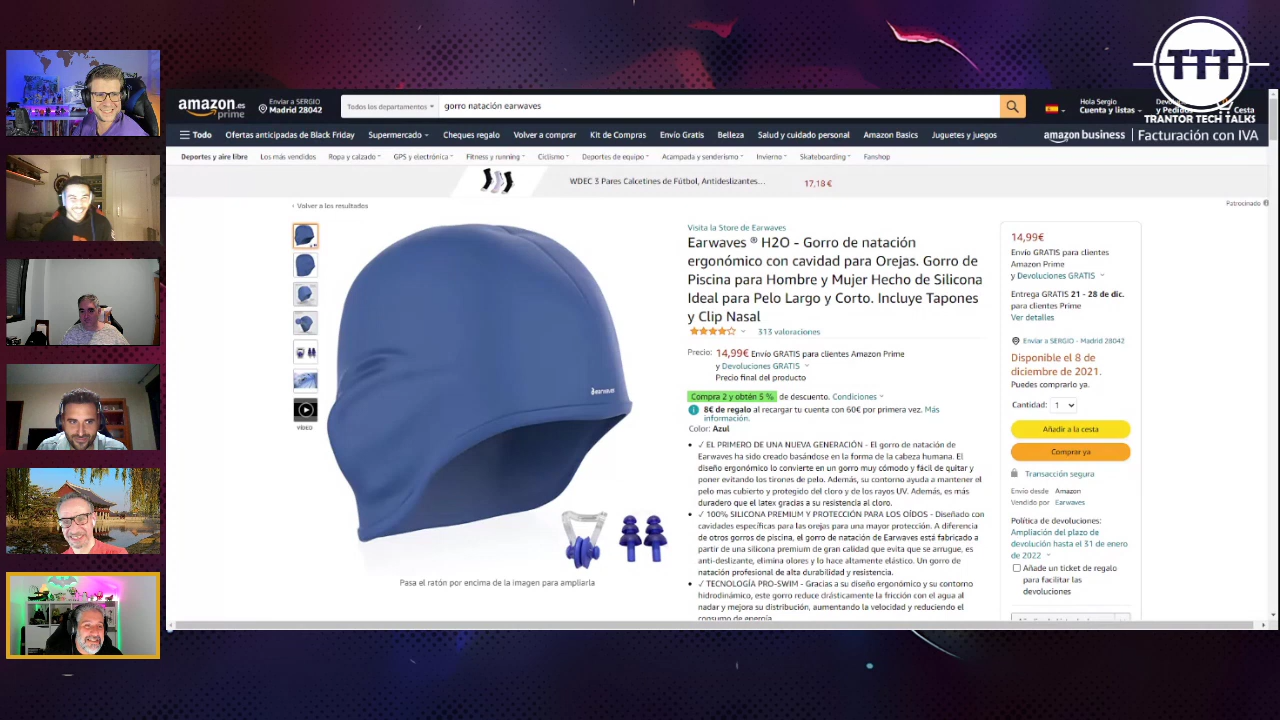 TTT
TRANTOR TECH TALKS
amazon.es
prime
Enviar a SERGIO
Madrid 28042
Todos los departamentos
gorro natación earwaves
Hola Sergio
Cuenta y listas
Cesta
Todo
Ofertas anticipadas de Black Friday
Supermercado
Cheques regalo
Volver a comprar
Kit de Compras
Envío Gratis
Belleza
Salud y cuidado personal
Amazon Basics
Juguetes y juegos
amazon business | Facturación con IVA
Deportes y aire libre
Los más vendidos
Ropa y calzado
GPS y electrónica
Fitness y running
Ciclismo
Deportes de equipo
Acampada y senderismo
Invierno
Skateboarding
Fanshop
WDEC 3 Pares Calcetines de Fútbol, Antideslizantes...
17,18 €
Patrocinado
‹ Volver a los resultados
VÍDEO
earwaves
Pasa el ratón por encima de la imagen para ampliarla
Visita la Store de Earwaves
Earwaves ® H2O - Gorro de natación
ergonómico con cavidad para Orejas. Gorro de
Piscina para Hombre y Mujer Hecho de Silicona
Ideal para Pelo Largo y Corto. Incluye Tapones
y Clip Nasal
313 valoraciones
Precio: 14,99€ Envío GRATIS para clientes Amazon Prime
y Devoluciones GRATIS
Precio final del producto
Compra 2 y obtén 5 % de descuento. Condiciones
8€ de regalo al recargar tu cuenta con 60€ por primera vez. Más
información.
Color: Azul
• ✓ EL PRIMERO DE UNA NUEVA GENERACIÓN - El gorro de natación de
Earwaves ha sido creado basándose en la forma de la cabeza humana. El
diseño ergonómico lo convierte en un gorro muy cómodo y fácil de quitar y
poner evitando los tirones de pelo. Además, su contorno ayuda a mantener el
pelo mas cubierto y protegido del cloro y de los rayos UV. Además, es más
duradero que el latex gracias a su resistencia al cloro.
• ✓ 100% SILICONA PREMIUM Y PROTECCIÓN PARA LOS OÍDOS - Diseñado con
cavidades específicas para las orejas para una mayor protección. A diferencia
de otros gorros de piscina, el gorro de natación de Earwaves está fabricado a
partir de una silicona premium de gran calidad que evita que se arrugue, es
anti-desgarro, elimina olores y lo hace altamente elástico. Un gorro de
natación profesional de alta durabilidad y resistencia.
• ✓ TECNOLOGÍA PRO-SWIM - Gracias a su diseño ergonómico y su contorno
hidrodinámico, este gorro reduce drásticamente la fricción con el agua al
nadar y mejora su distribución, aumentando la velocidad y reduciendo el
consumo de energía.
14,99€
Envío GRATIS para clientes
Amazon Prime
y Devoluciones GRATIS
Entrega GRATIS 21 - 28 de dic.
para clientes Prime
Ver detalles
Enviar a SERGIO - Madrid 28042
Disponible el 8 de
diciembre de 2021.
Puedes comprarlo ya.
Cantidad: 1
Añadir a la cesta
Comprar ya
Transacción segura
Envío desde Amazon
Vendido por Earwaves
Política de devoluciones:
Ampliación del plazo de
devolución hasta el 31 de enero
de 2022
Añade un ticket de regalo
para facilitar las
devoluciones